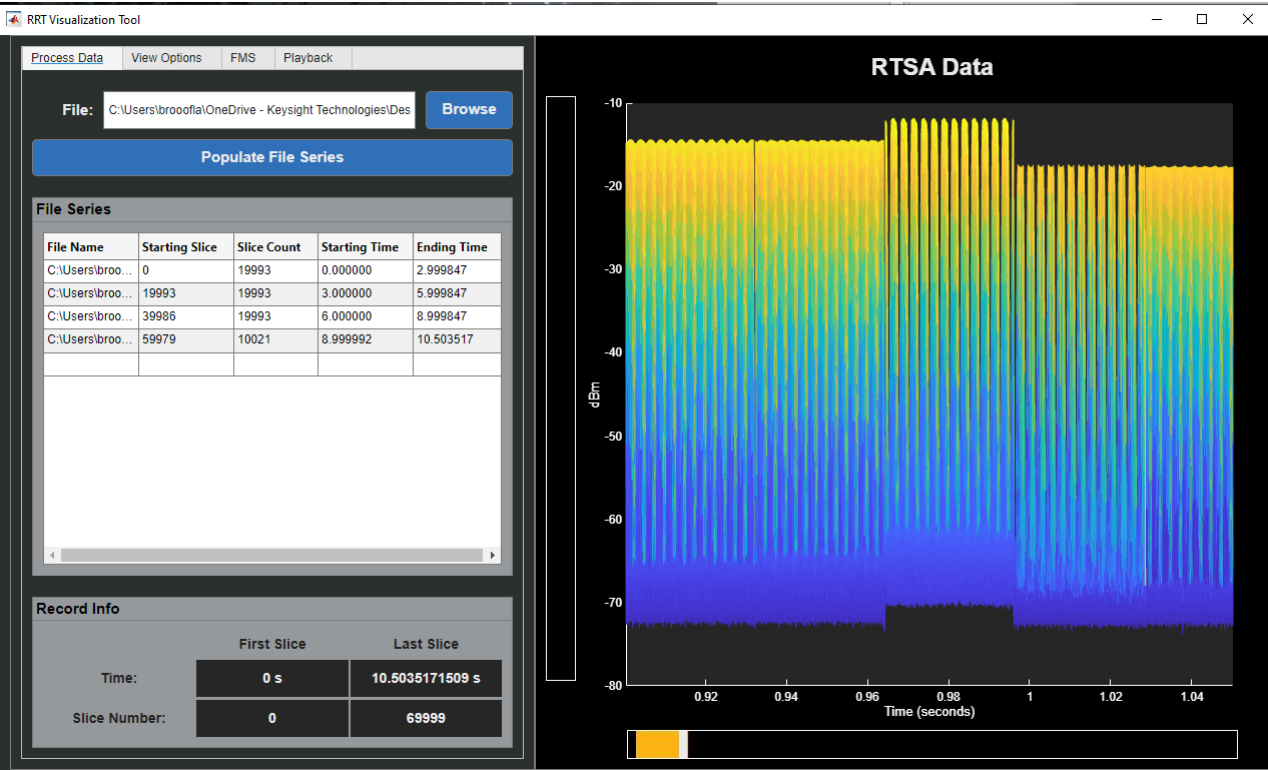 RRT Visualization Tool
Process Data View Options FMS Playback
File: C:\Users\brooofla\OneDrive - Keysight Technologies\Des Browse
Populate File Series
File Series
File Name Starting Slice Slice Count Starting Time Ending Time
C:\Users\broo... 0 19993 0.000000 2.999847
C:\Users\broo... 19993 19993 3.000000 5.999847
C:\Users\broo... 39986 19993 6.000000 8.999847
C:\Users\broo... 59979 10021 8.999992 10.503517
Record Info
First Slice Last Slice
Time: 0 s 10.5035171509 s
Slice Number: 0 69999
RTSA Data
-10
-20
-30
-40
-50
-60
-70
-80
dBm
0.92 0.94 0.96 0.98 1 1.02 1.04
Time (seconds)